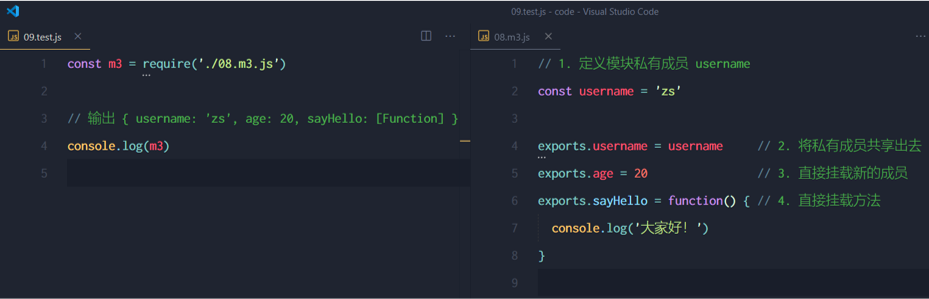 09.test.js - code - Visual Studio Code
JS 09.test.js
1 const m3 = require('./08.m3.js')
2
3 // 输出 { username: 'zs', age: 20, sayHello: [Function] }
4 console.log(m3)
5
JS 08.m3.js
1 // 1. 定义模块私有成员 username
2 const username = 'zs'
3
4 exports.username = username // 2. 将私有成员共享出去
5 exports.age = 20 // 3. 直接挂载新的成员
6 exports.sayHello = function() { // 4. 直接挂载方法
7 console.log('大家好! ')
8 }
9